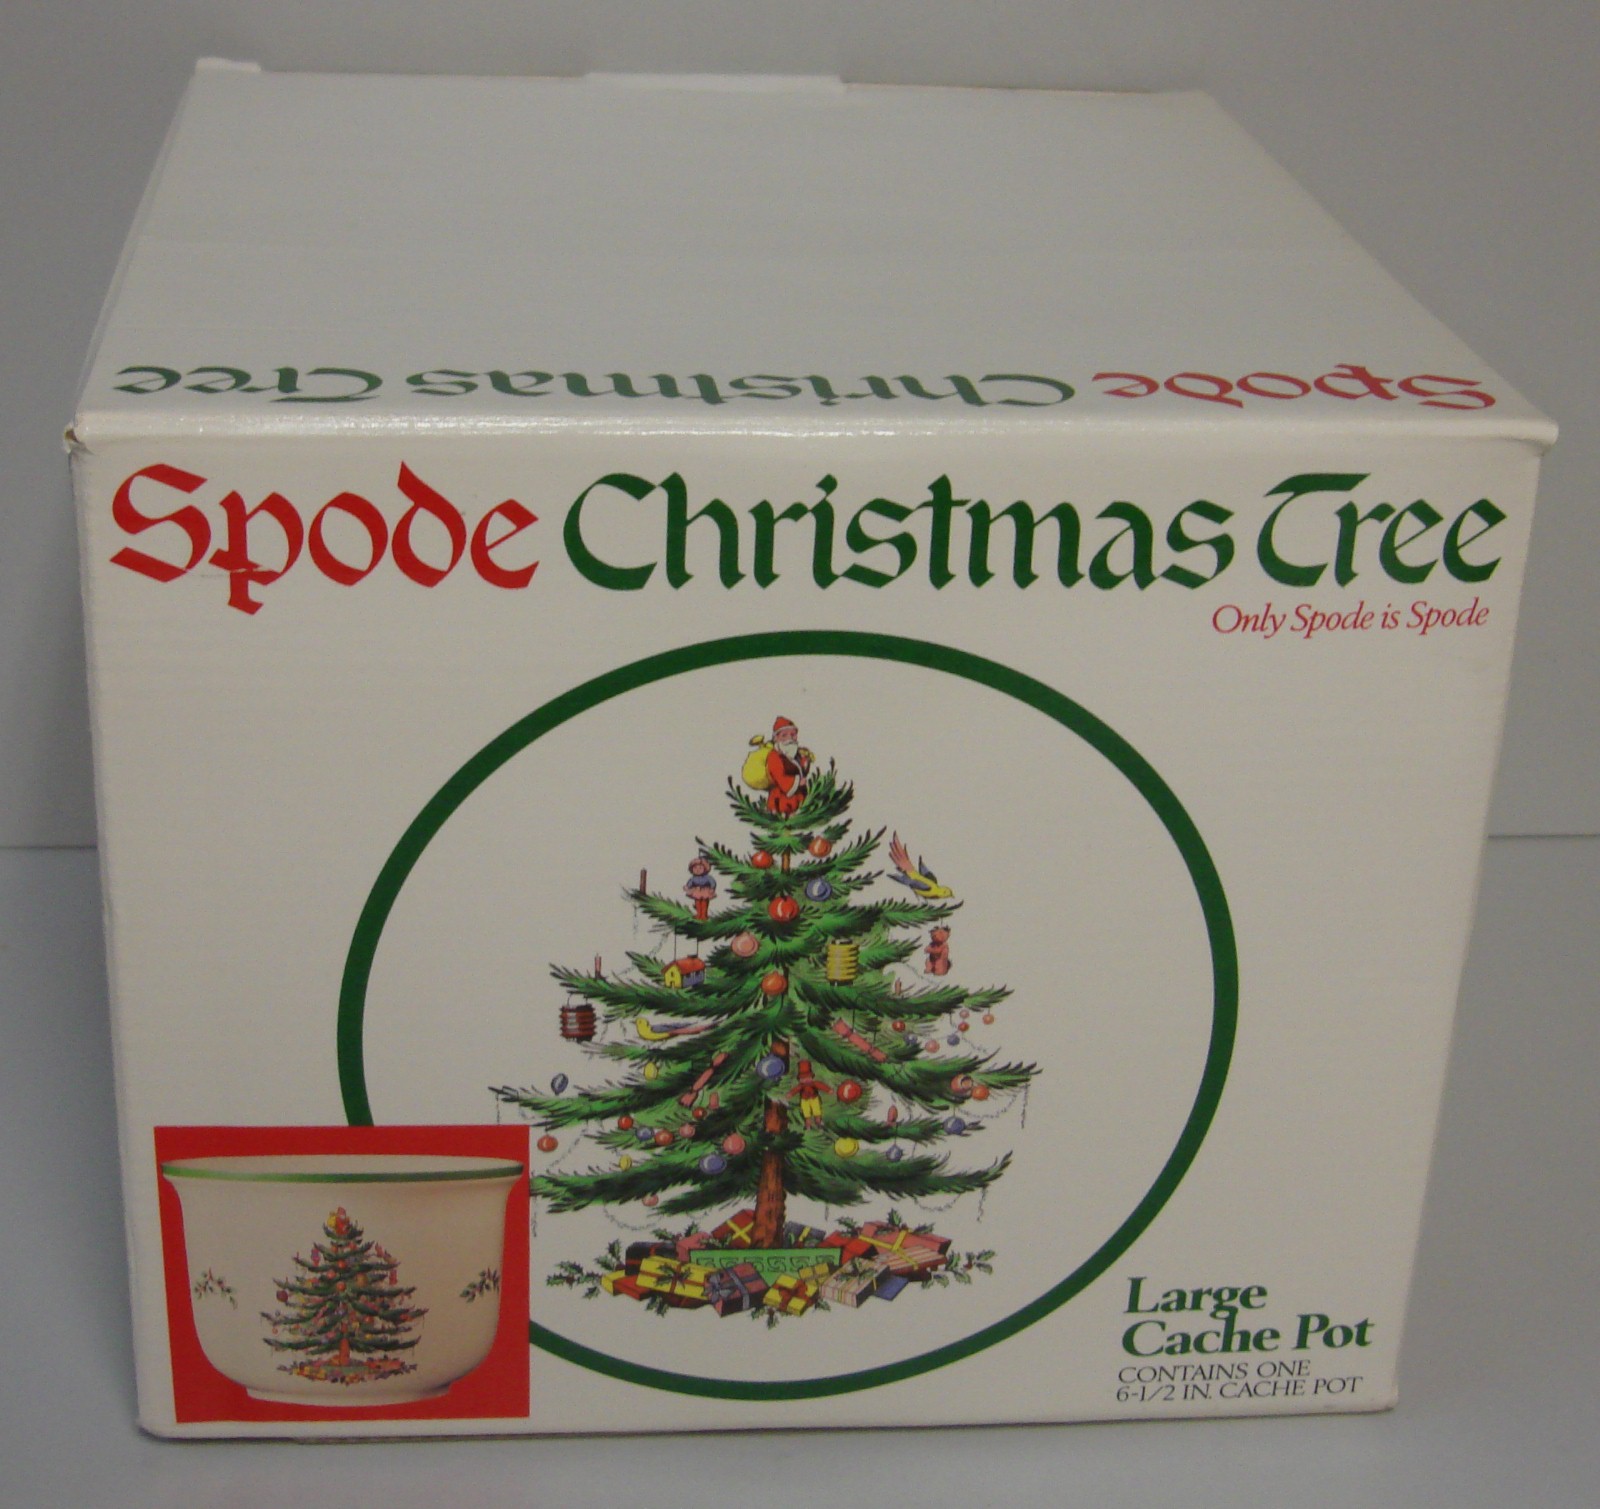 Spode Christmas Tree
Spode Christmas Tree
Only Spode is Spode
Large
Cache Pot
CONTAINS ONE
6-1/2 IN. CACHE POT